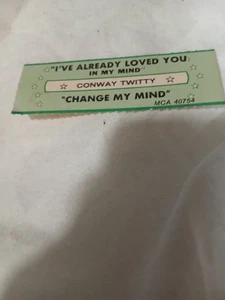 "I'VE ALREADY LOVED YOU
IN MY MIND"
☆ CONWAY TWITTY ☆
"CHANGE MY MIND"
MCA 40754